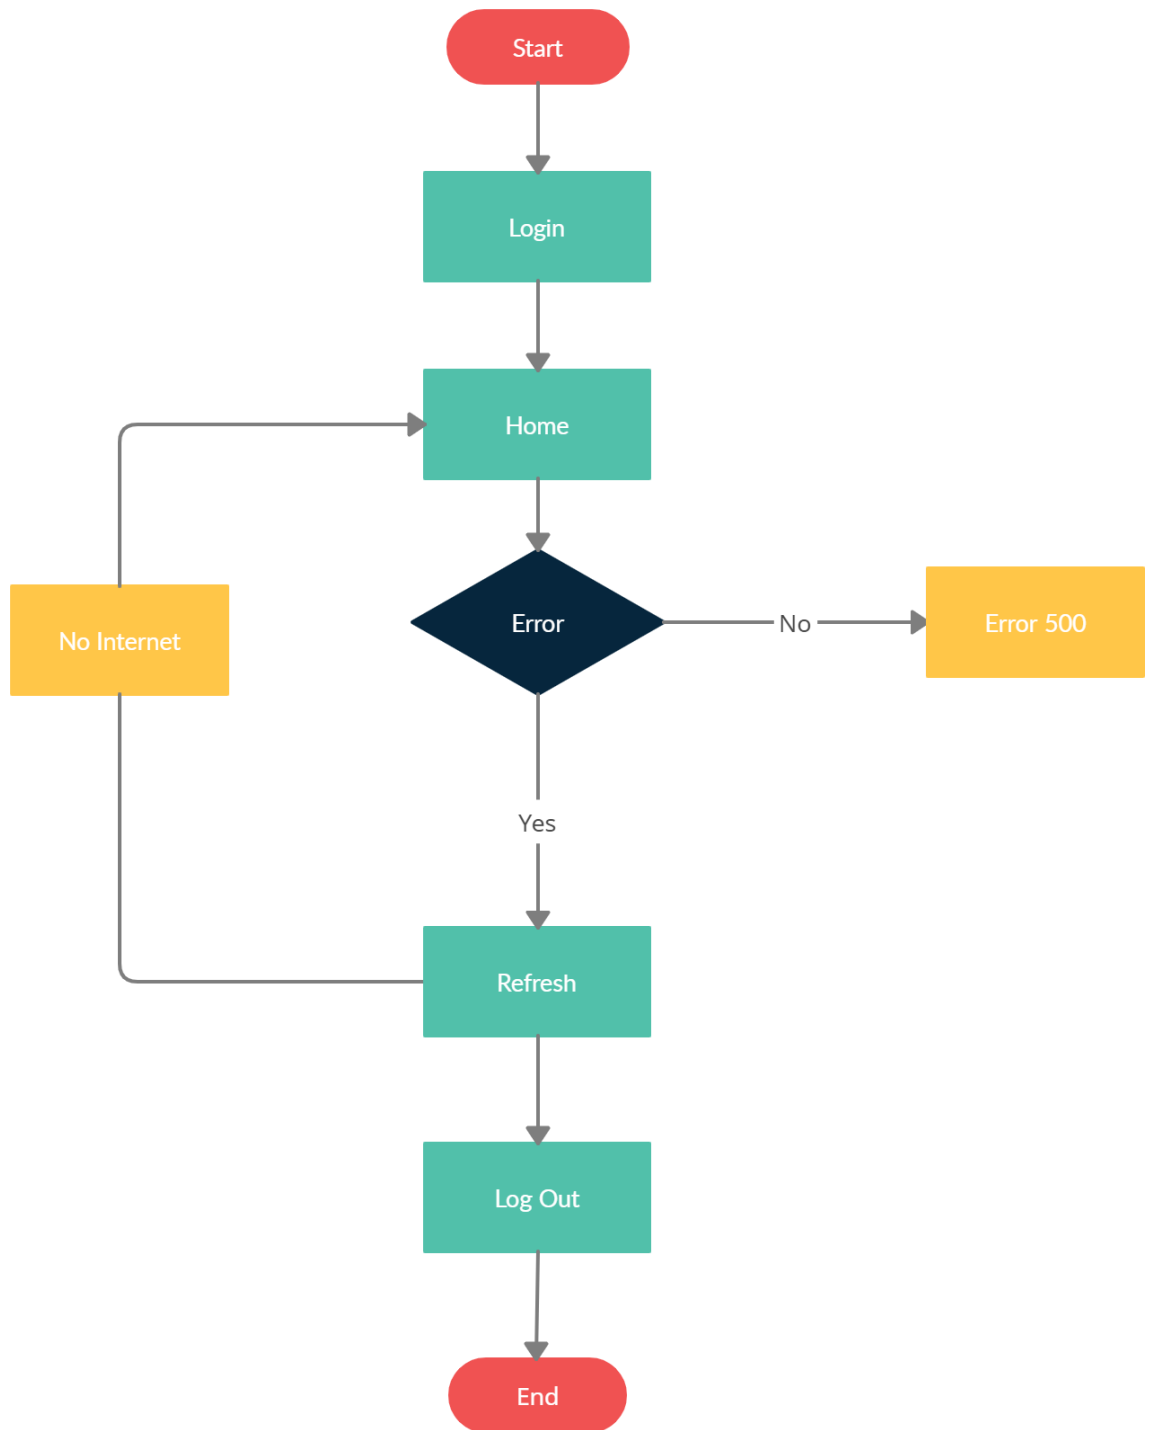 Start
Login
Home
No Internet
Error
No
Error 500
Yes
Refresh
Log Out
End